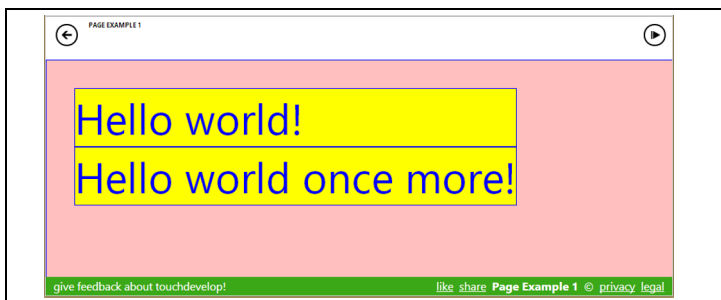 PAGE EXAMPLE 1
Hello world!
Hello world once more!
give feedback about touchdevelop! like share Page Example 1 © privacy legal